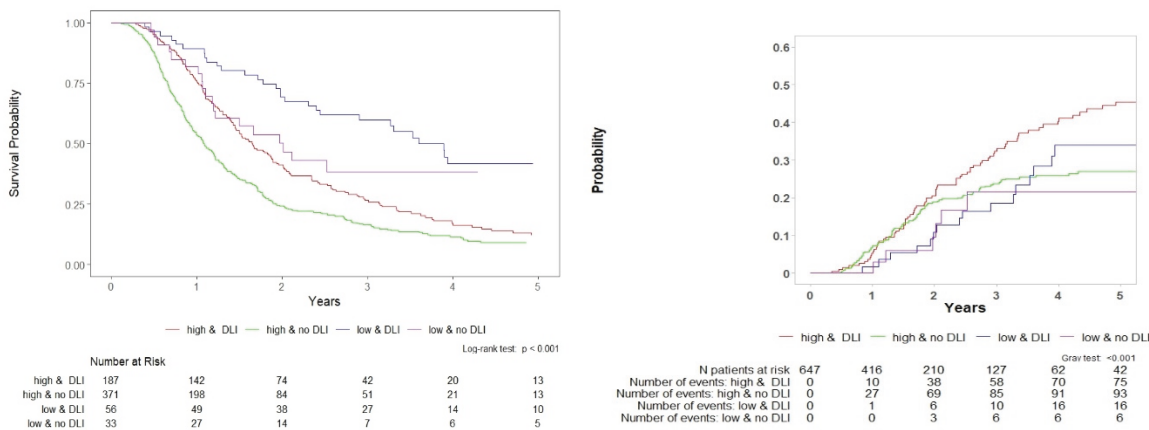 1.00
0.75
0.50
0.25
0.00
Survival Probability
0 1 2 3 4 5
Years
high & DLI high & no DLI low & DLI low & no DLI
Log-rank test: p < 0.001
Number at Risk
high & DLI 187 142 74 42 20 13
high & no DLI 371 198 84 51 21 13
low & DLI 56 49 38 27 14 10
low & no DLI 33 27 14 7 6 5
0.6
0.5
0.4
0.3
0.2
0.1
0
Probability
0 1 2 3 4 5
Years
high & DLI high & no DLI low & DLI low & no DLI
Gray test: <0.001
N patients at risk 647 416 210 127 62 42
Number of events: high & DLI 0 10 38 58 70 75
Number of events: high & no DLI 0 27 69 85 91 93
Number of events: low & DLI 0 1 6 10 16 16
Number of events: low & no DLI 0 0 3 6 6 6